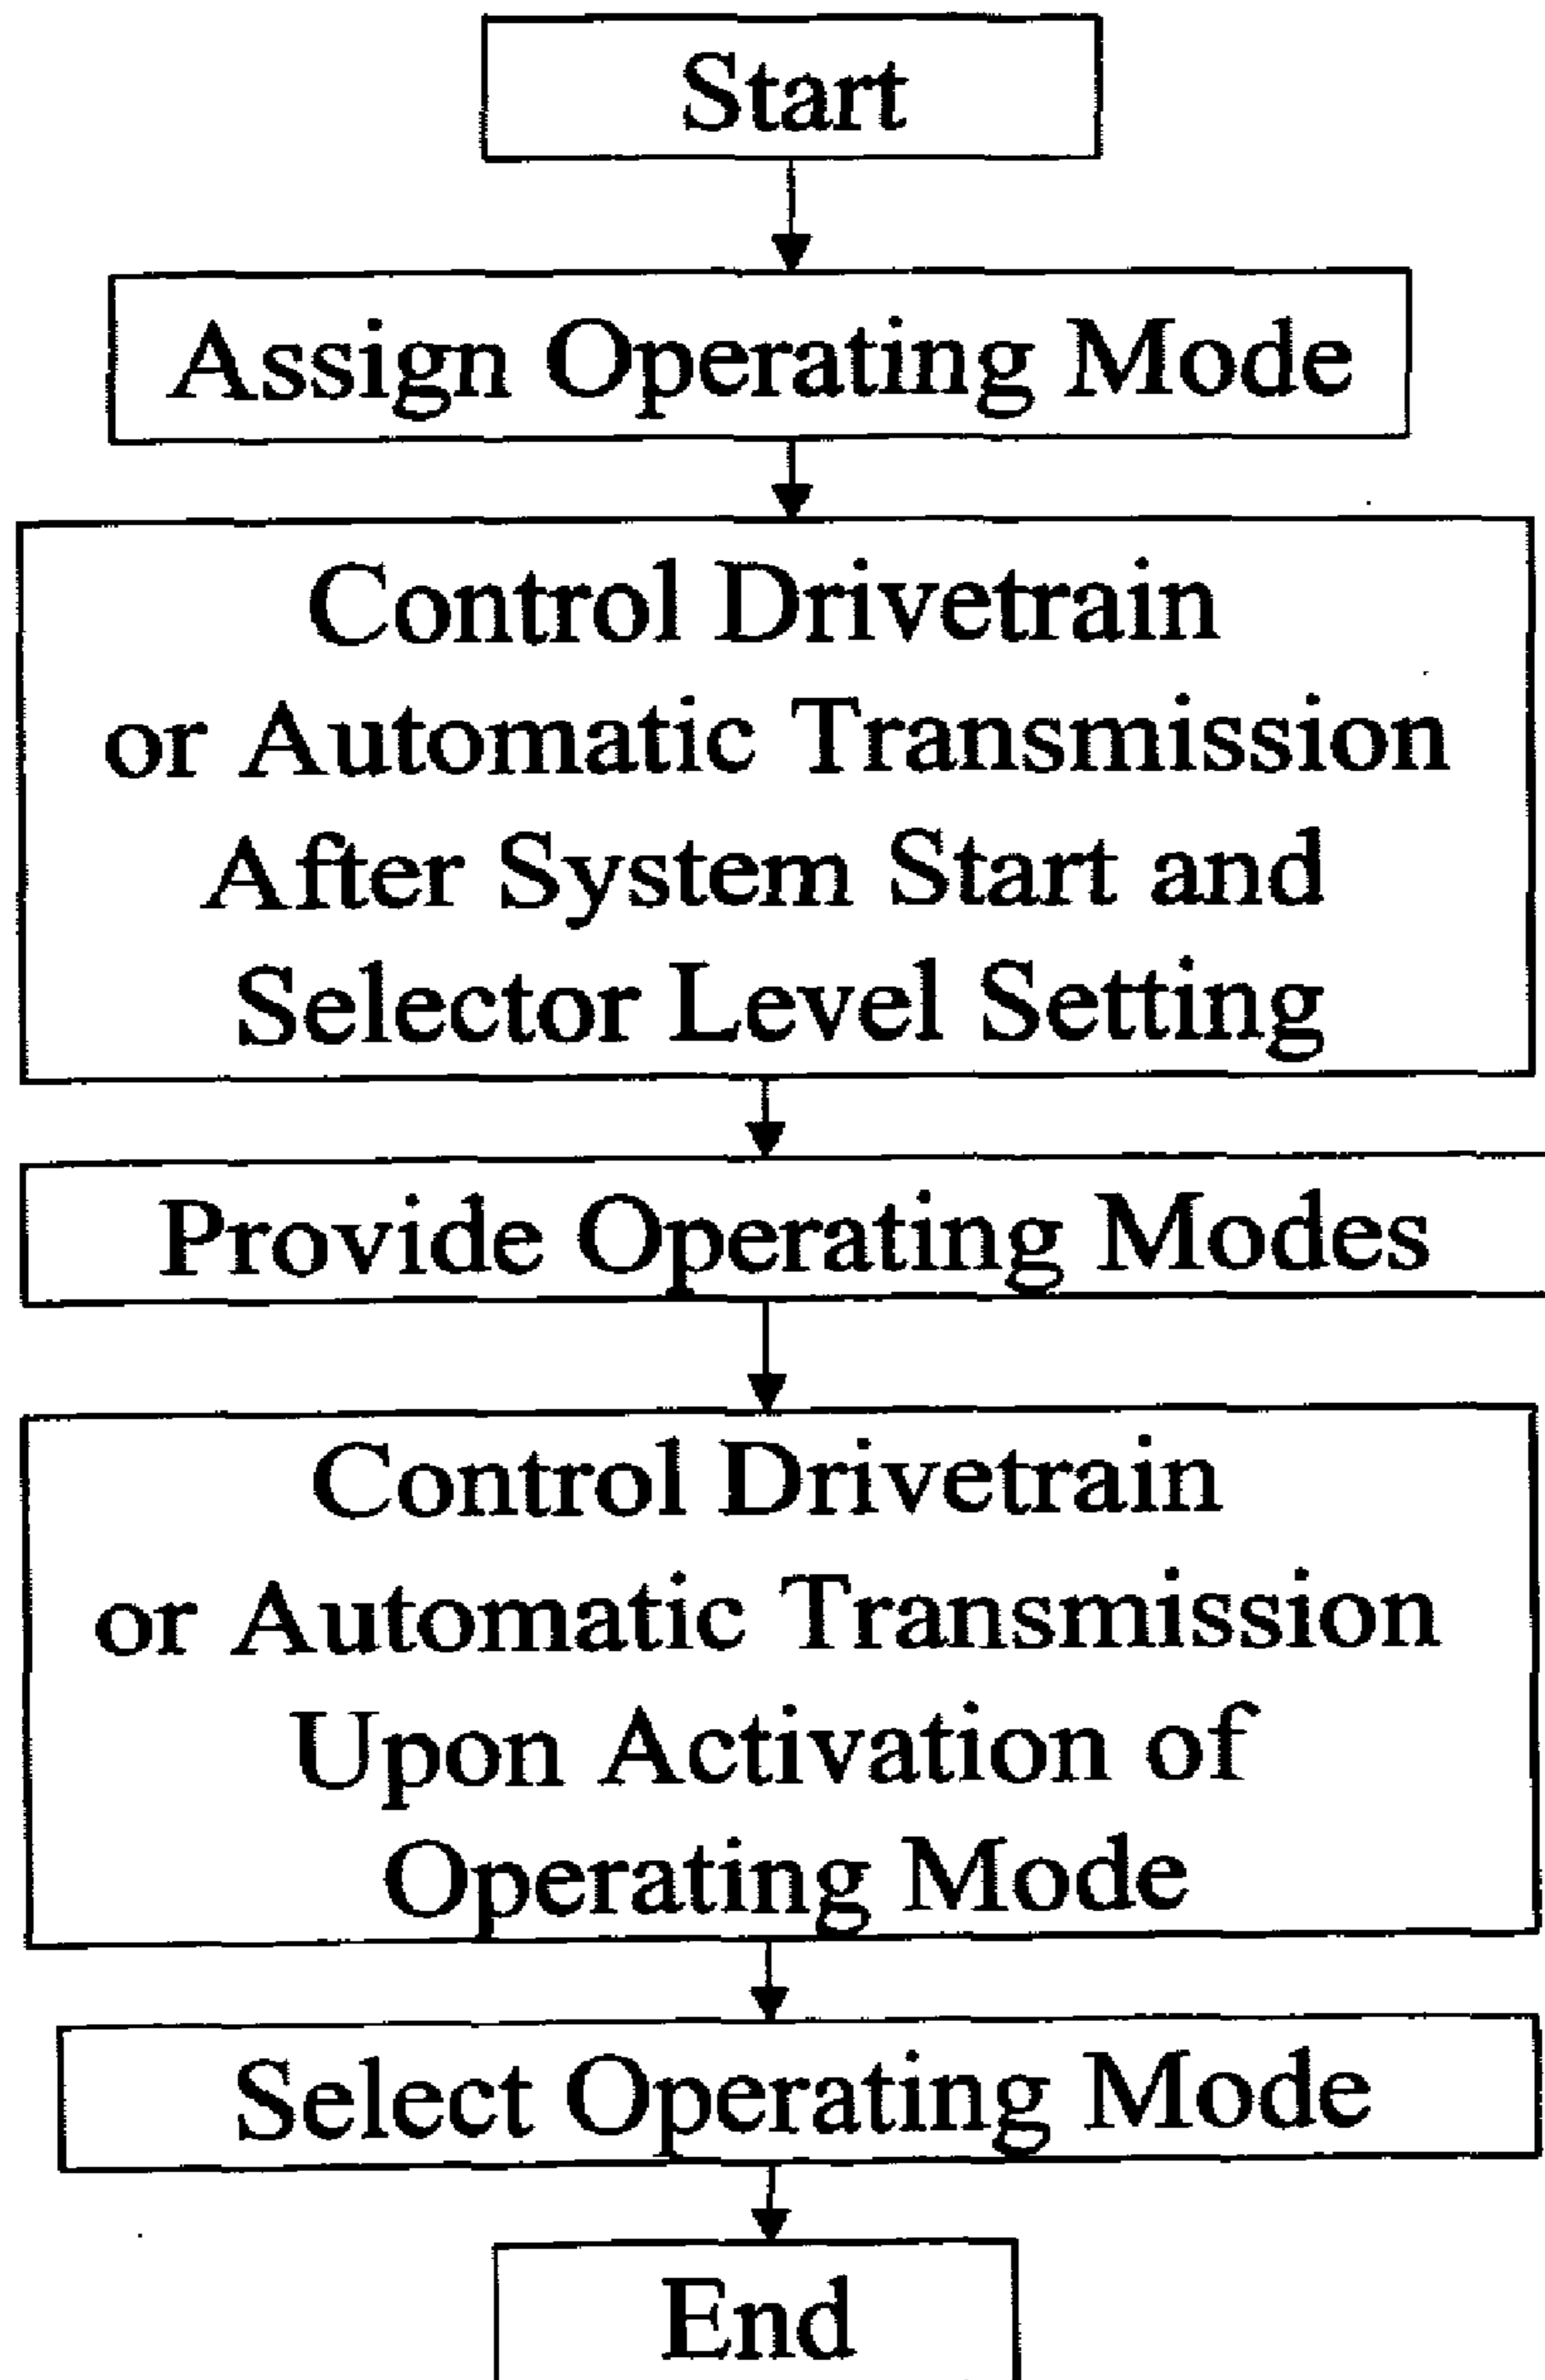 Start
Assign Operating Mode
Control Drivetrain
or Automatic Transmission
After System Start and
Selector Level Setting
Provide Operating Modes
Control Drivetrain
or Automatic Transmission
Upon Activation of
Operating Mode
Select Operating Mode
End